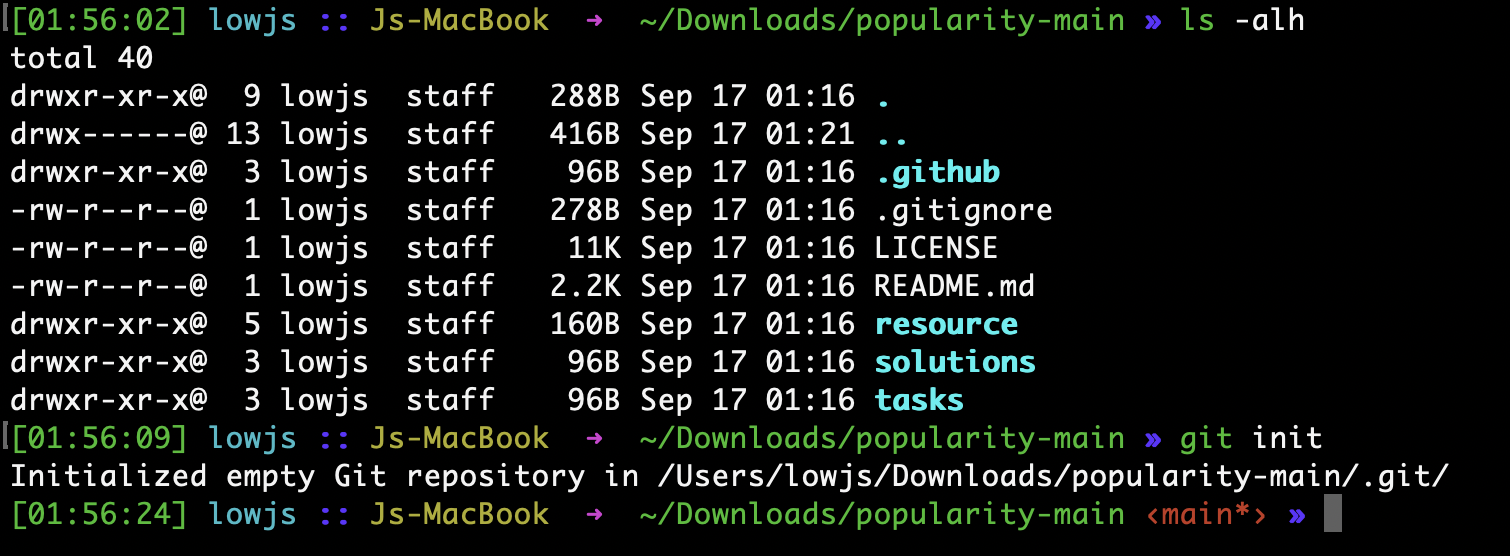 [01:56:02] lowjs :: Js-MacBook ➜ ~/Downloads/popularity-main » ls -alh
total 40
drwxr-xr-x@  9 lowjs  staff   288B Sep 17 01:16 .
drwx------@ 13 lowjs  staff   416B Sep 17 01:21 ..
drwxr-xr-x@  3 lowjs  staff    96B Sep 17 01:16 .github
-rw-r--r--@  1 lowjs  staff   278B Sep 17 01:16 .gitignore
-rw-r--r--@  1 lowjs  staff    11K Sep 17 01:16 LICENSE
-rw-r--r--@  1 lowjs  staff   2.2K Sep 17 01:16 README.md
drwxr-xr-x@  5 lowjs  staff   160B Sep 17 01:16 resource
drwxr-xr-x@  3 lowjs  staff    96B Sep 17 01:16 solutions
drwxr-xr-x@  3 lowjs  staff    96B Sep 17 01:16 tasks
[01:56:09] lowjs :: Js-MacBook ➜ ~/Downloads/popularity-main » git init
Initialized empty Git repository in /Users/lowjs/Downloads/popularity-main/.git/
[01:56:24] lowjs :: Js-MacBook ➜ ~/Downloads/popularity-main ‹main*› »